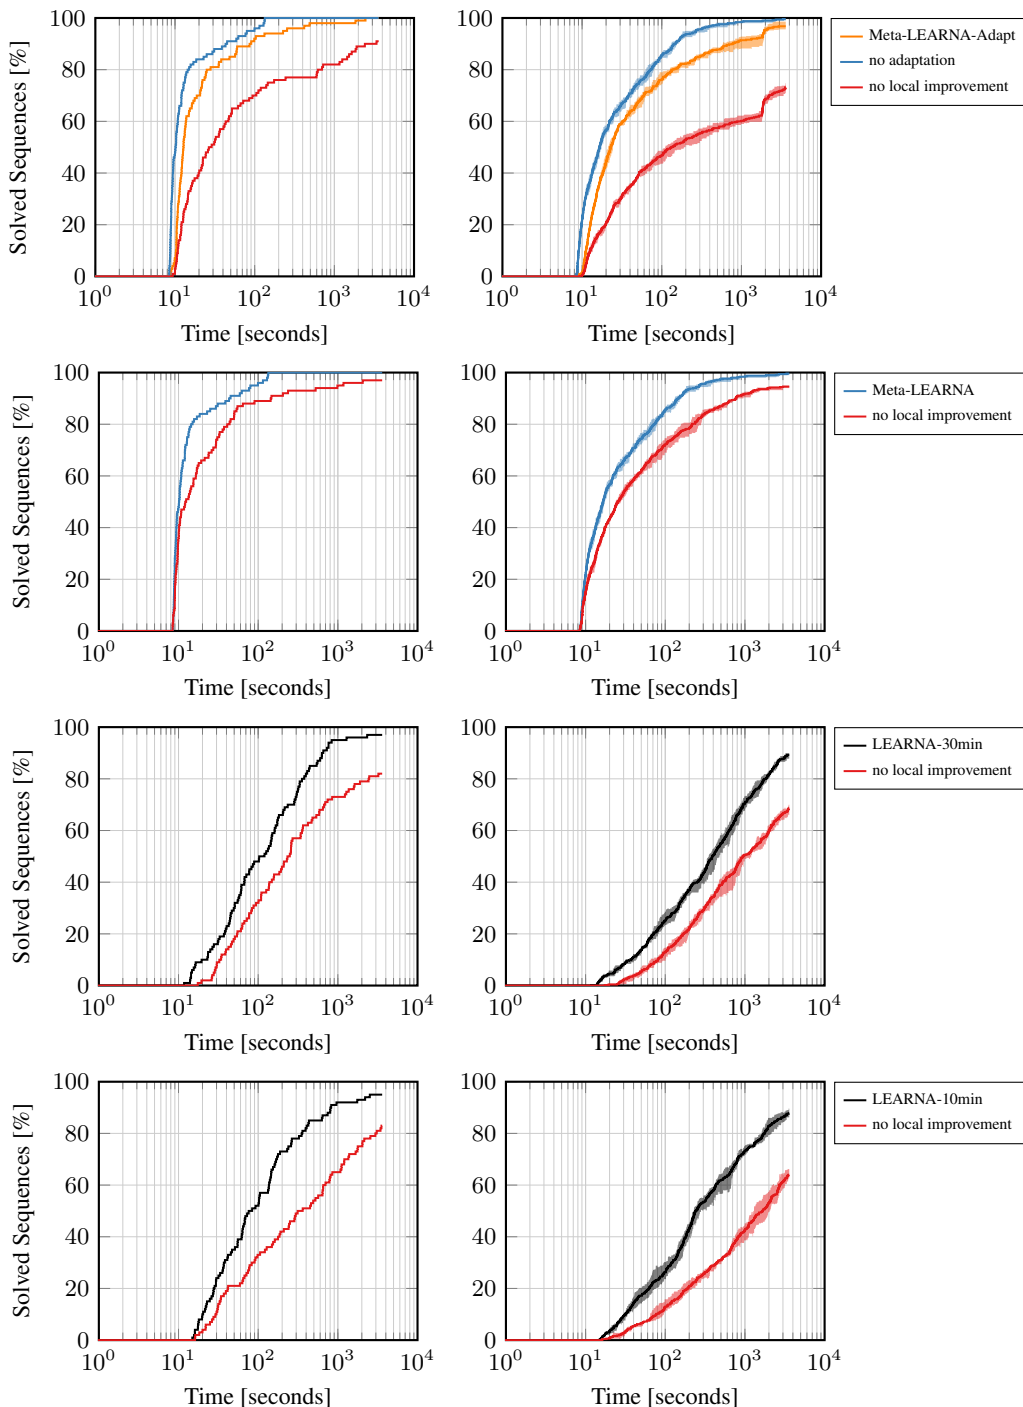 Solved Sequences [%]
100
80
60
40
20
0
10^0 10^1 10^2 10^3 10^4
Time [seconds]
100
80
60
40
20
0
10^0 10^1 10^2 10^3 10^4
Time [seconds]
Meta-LEARNA-Adapt
no adaptation
no local improvement
Solved Sequences [%]
100
80
60
40
20
0
10^0 10^1 10^2 10^3 10^4
Time [seconds]
100
80
60
40
20
0
10^0 10^1 10^2 10^3 10^4
Time [seconds]
Meta-LEARNA
no local improvement
Solved Sequences [%]
100
80
60
40
20
0
10^0 10^1 10^2 10^3 10^4
Time [seconds]
100
80
60
40
20
0
10^0 10^1 10^2 10^3 10^4
Time [seconds]
LEARNA-30min
no local improvement
Solved Sequences [%]
100
80
60
40
20
0
10^0 10^1 10^2 10^3 10^4
Time [seconds]
100
80
60
40
20
0
10^0 10^1 10^2 10^3 10^4
Time [seconds]
LEARNA-10min
no local improvement